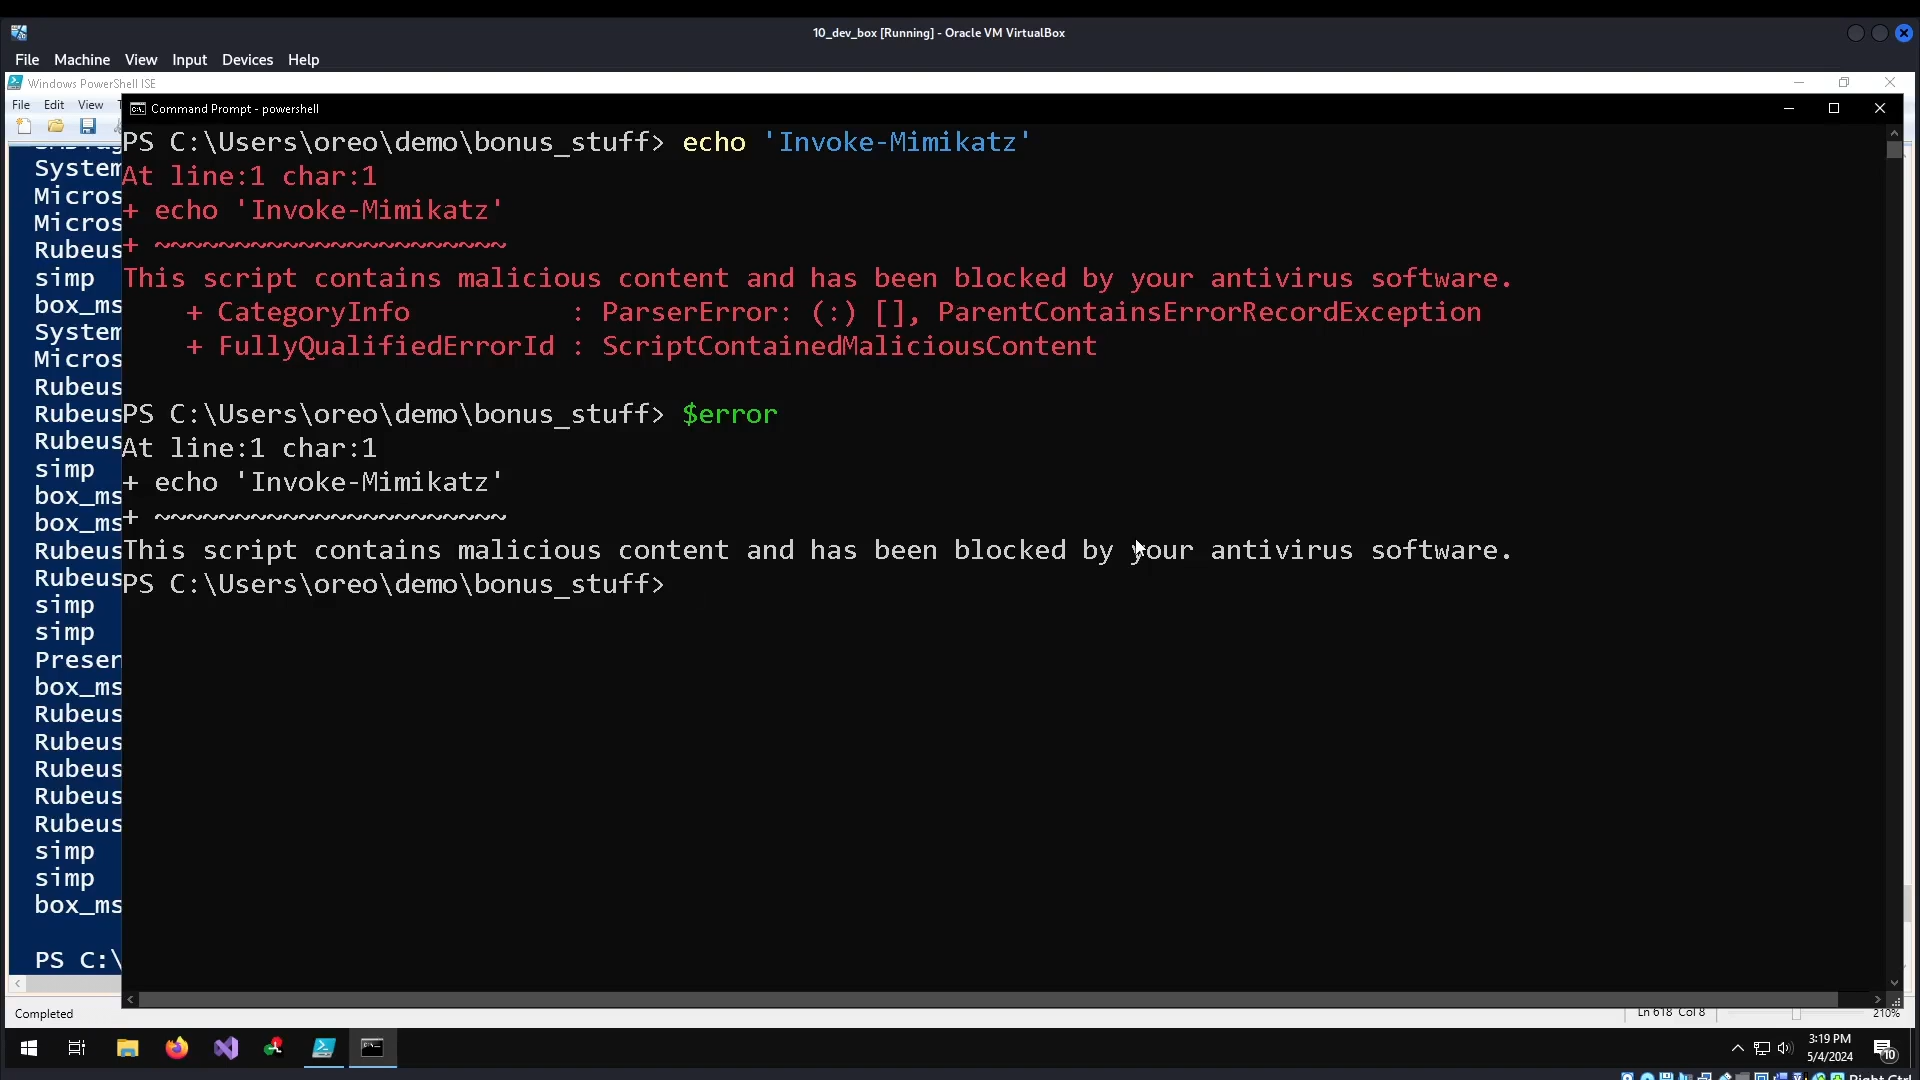 10_dev_box [Running] - Oracle VM VirtualBox
File Machine View Input Devices Help
Windows PowerShell ISE
File Edit View
Command Prompt - powershell
PS C:\Users\oreo\demo\bonus_stuff> echo 'Invoke-Mimikatz'
At line:1 char:1
+ echo 'Invoke-Mimikatz'
+ ~~~~~~~~~~~~~~~~~~~~~~
This script contains malicious content and has been blocked by your antivirus software.
    + CategoryInfo          : ParserError: (:) [], ParentContainsErrorRecordException
    + FullyQualifiedErrorId : ScriptContainedMaliciousContent
PS C:\Users\oreo\demo\bonus_stuff> $error
At line:1 char:1
+ echo 'Invoke-Mimikatz'
+ ~~~~~~~~~~~~~~~~~~~~~~
This script contains malicious content and has been blocked by your antivirus software.
PS C:\Users\oreo\demo\bonus_stuff>
System
Micros
Micros
Rubeus
simp
box_ms
System
Micros
Rubeus
Rubeus
Rubeus
simp
box_ms
box_ms
Rubeus
Rubeus
simp
simp
Presen
box_ms
Rubeus
Rubeus
Rubeus
Rubeus
Rubeus
simp
simp
box_ms
PS C:\
Completed
Ln 618 Col 8
210%
3:19 PM
5/4/2024
10
Right Ctrl